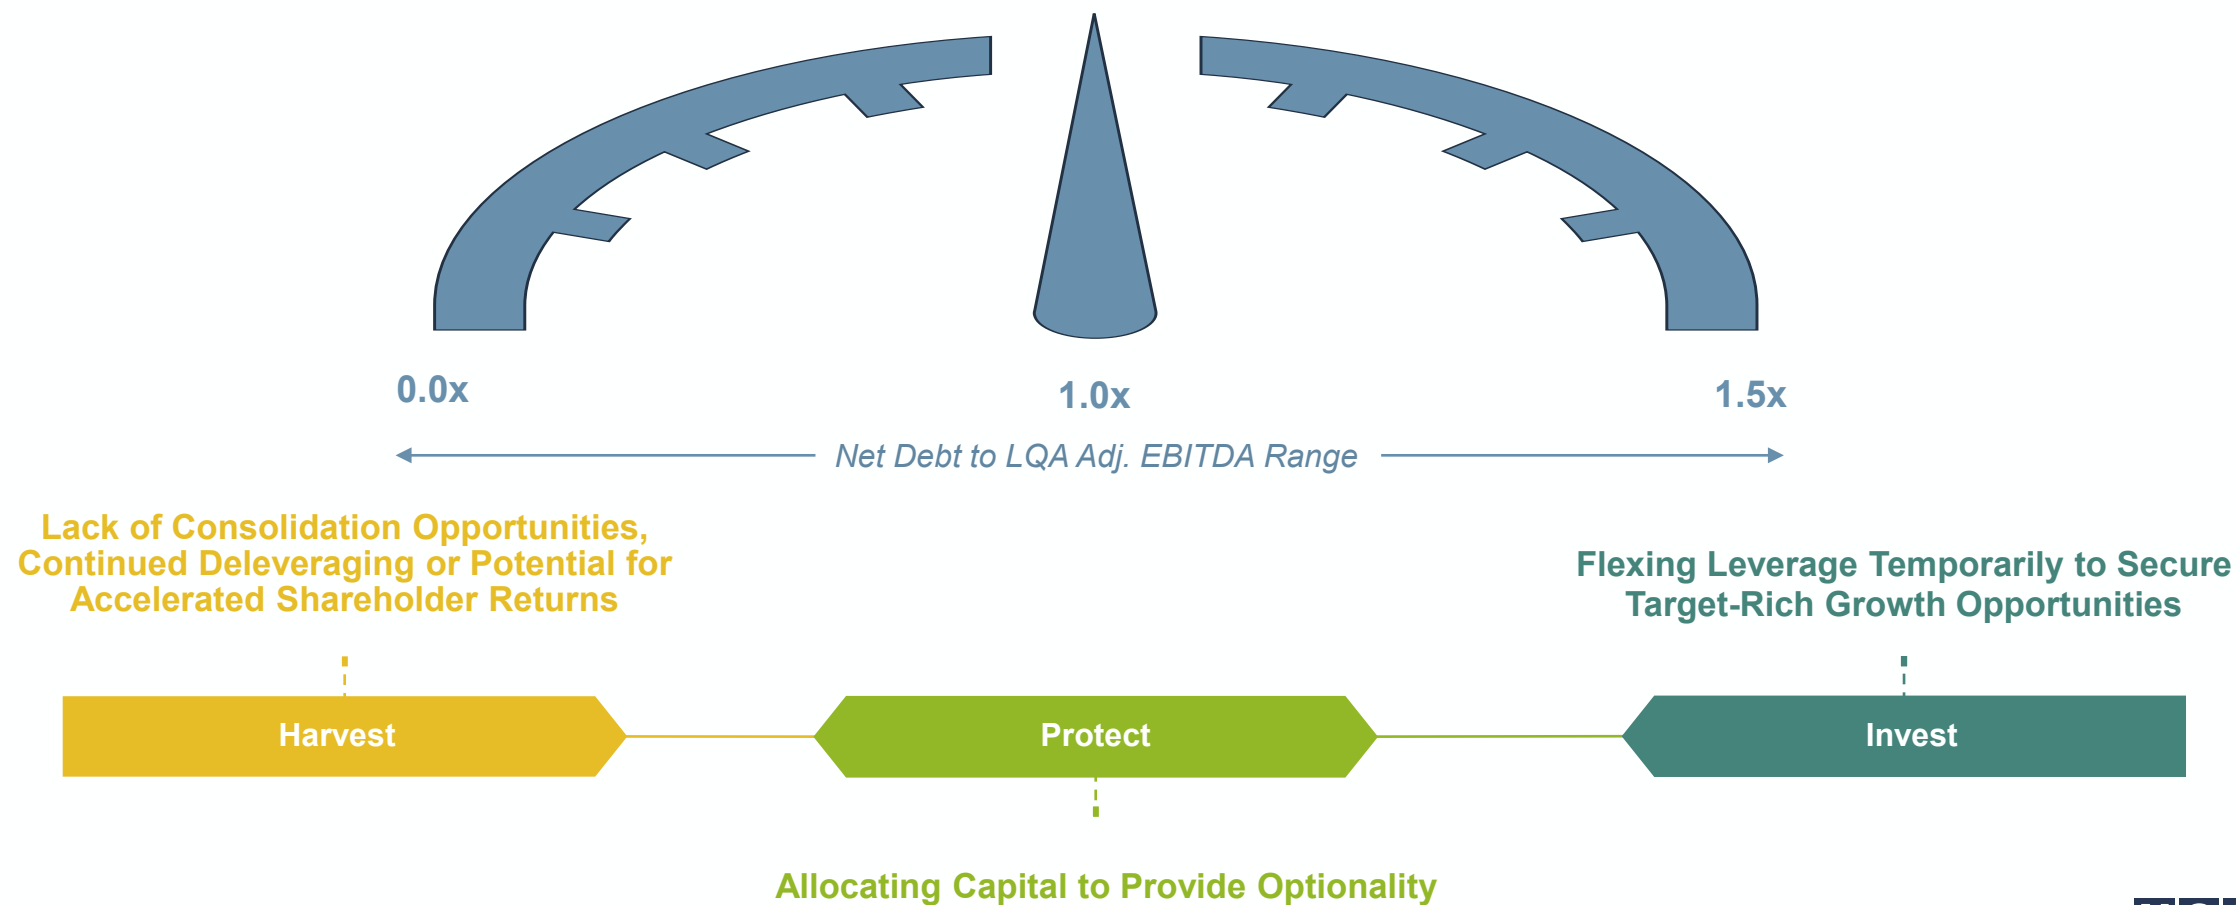 0.0x
1.0x
1.5x
Net Debt to LQA Adj. EBITDA Range
Lack of Consolidation Opportunities,
Continued Deleveraging or Potential for
Accelerated Shareholder Returns
Flexing Leverage Temporarily to Secure
Target-Rich Growth Opportunities
Harvest
Protect
Invest
Allocating Capital to Provide Optionality